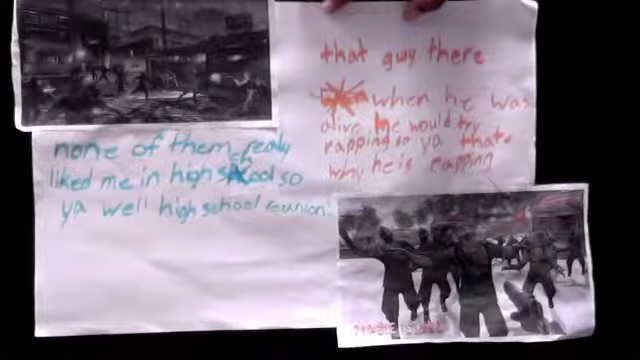 none of them realy
liked me in high school so
ya well high school reunion
that guy there
when he was
alive he would try
rapping so ya thats
why he is rapping